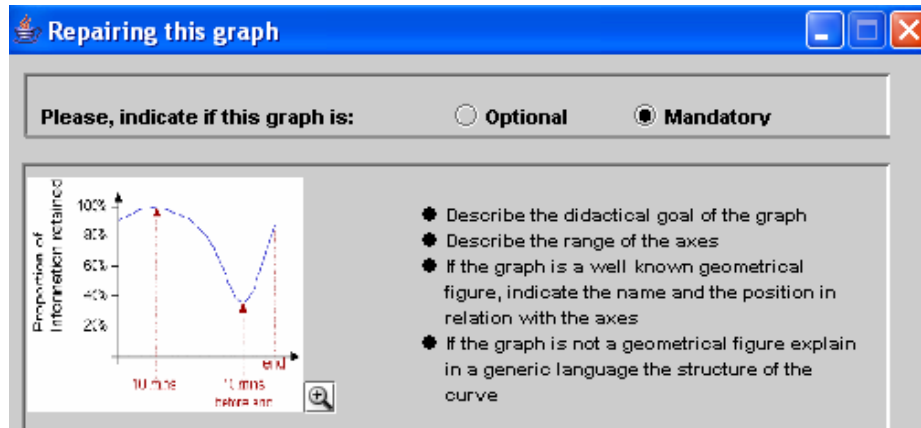 Repairing this graph
Please, indicate if this graph is:
Optional
Mandatory
Proportion of
Information retained
100%
80%
60%
40%
20%
10 mns
10 mns
before end
end
● Describe the didactical goal of the graph
● Describe the range of the axes
● If the graph is a well known geometrical
figure, indicate the name and the position in
relation with the axes
● If the graph is not a geometrical figure explain
in a generic language the structure of the
curve